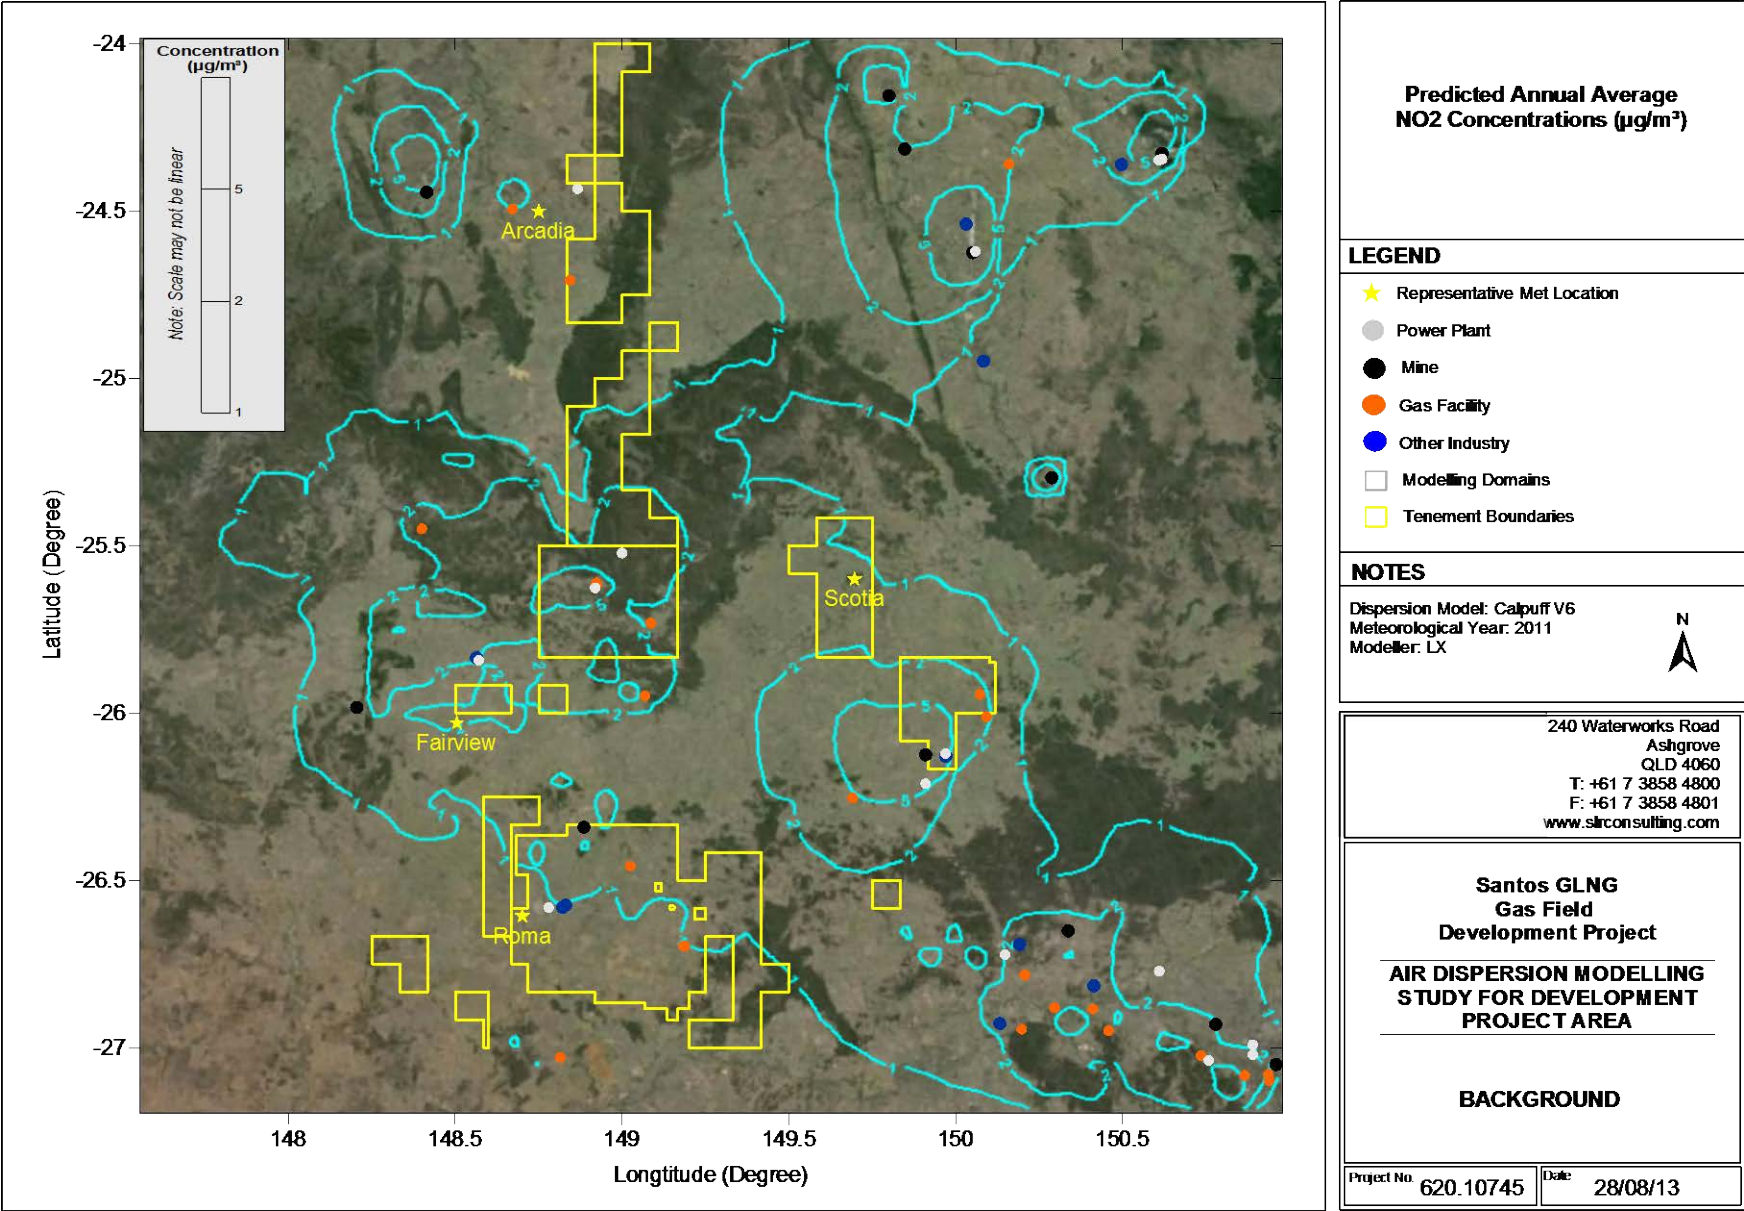 Concentration
(µg/m³)
Note: Scale may not be linear
5
2
1
-24
-24.5
-25
-25.5
-26
-26.5
-27
Latitude (Degree)
148
148.5
149
149.5
150
150.5
Longtitude (Degree)
Arcadia
Scotia
Fairview
Roma
Predicted Annual Average
NO2 Concentrations (µg/m³)
LEGEND
Representative Met Location
Power Plant
Mine
Gas Facility
Other Industry
Modelling Domains
Tenement Boundaries
NOTES
Dispersion Model: Calpuff V6
Meteorological Year: 2011
Modeller: LX
N
240 Waterworks Road
Ashgrove
QLD 4060
T: +61 7 3858 4800
F: +61 7 3858 4801
www.slrconsulting.com
Santos GLNG
Gas Field
Development Project
AIR DISPERSION MODELLING
STUDY FOR DEVELOPMENT
PROJECT AREA
BACKGROUND
Project No. 620.10745
Date 28/08/13